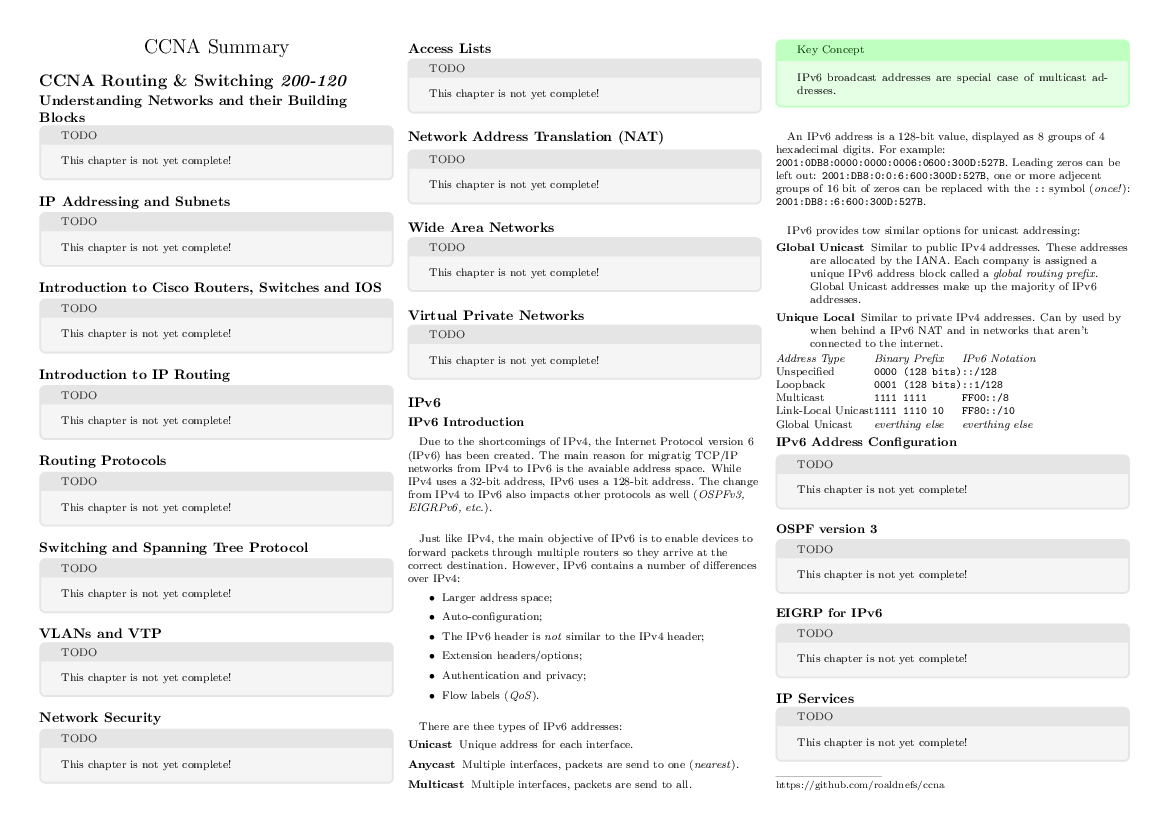 CCNA Summary
CCNA Routing & Switching 200-120
Understanding Networks and their Building
Blocks
TODO
This chapter is not yet complete!
IP Addressing and Subnets
TODO
This chapter is not yet complete!
Introduction to Cisco Routers, Switches and IOS
TODO
This chapter is not yet complete!
Introduction to IP Routing
TODO
This chapter is not yet complete!
Routing Protocols
TODO
This chapter is not yet complete!
Switching and Spanning Tree Protocol
TODO
This chapter is not yet complete!
VLANs and VTP
TODO
This chapter is not yet complete!
Network Security
TODO
This chapter is not yet complete!
Access Lists
TODO
This chapter is not yet complete!
Network Address Translation (NAT)
TODO
This chapter is not yet complete!
Wide Area Networks
TODO
This chapter is not yet complete!
Virtual Private Networks
TODO
This chapter is not yet complete!
IPv6
IPv6 Introduction
Due to the shortcomings of IPv4, the Internet Protocol version 6
(IPv6) has been created. The main reason for migratig TCP/IP
networks from IPv4 to IPv6 is the avaiable address space. While
IPv4 uses a 32-bit address, IPv6 uses a 128-bit address. The change
from IPv4 to IPv6 also impacts other protocols as well (OSPFv3,
EIGRPv6, etc.).
Just like IPv4, the main objective of IPv6 is to enable devices to
forward packets through multiple routers so they arrive at the
correct destination. However, IPv6 contains a number of differences
over IPv4:
• Larger address space;
• Auto-configuration;
• The IPv6 header is not similar to the IPv4 header;
• Extension headers/options;
• Authentication and privacy;
• Flow labels (QoS).
There are thee types of IPv6 addresses:
Unicast Unique address for each interface.
Anycast Multiple interfaces, packets are send to one (nearest).
Multicast Multiple interfaces, packets are send to all.
Key Concept
IPv6 broadcast addresses are special case of multicast ad-
dresses.
An IPv6 address is a 128-bit value, displayed as 8 groups of 4
hexadecimal digits. For example:
2001:0DB8:0000:0000:0006:0600:300D:527B. Leading zeros can be
left out: 2001:DB8:0:0:6:600:300D:527B, one or more adjecent
groups of 16 bit of zeros can be replaced with the :: symbol (once!):
2001:DB8::6:600:300D:527B.
IPv6 provides tow similar options for unicast addressing:
Global Unicast Similar to public IPv4 addresses. These addresses
are allocated by the IANA. Each company is assigned a
unique IPv6 address block called a global routing prefix.
Global Unicast addresses make up the majority of IPv6
addresses.
Unique Local Similar to private IPv4 addresses. Can by used by
when behind a IPv6 NAT and in networks that aren't
connected to the internet.
Address Type Binary Prefix IPv6 Notation
Unspecified 0000 (128 bits) ::/128
Loopback 0001 (128 bits) ::1/128
Multicast 1111 1111 FF00::/8
Link-Local Unicast 1111 1110 10 FF80::/10
Global Unicast everthing else everthing else
IPv6 Address Configuration
TODO
This chapter is not yet complete!
OSPF version 3
TODO
This chapter is not yet complete!
EIGRP for IPv6
TODO
This chapter is not yet complete!
IP Services
TODO
This chapter is not yet complete!
https://github.com/roaldnefs/ccna